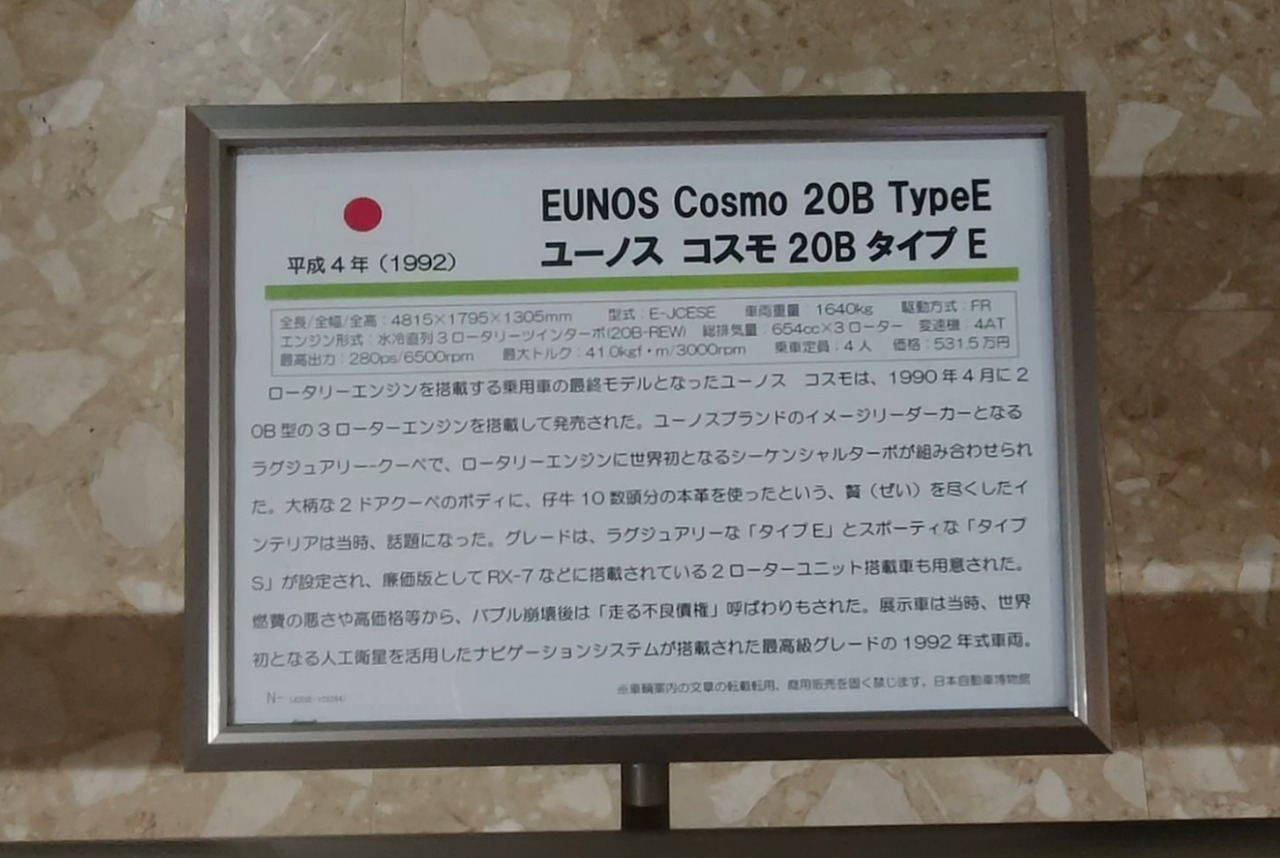 EUNOS Cosmo 20B TypeE
ユーノス コスモ 20B タイプ E
平成4年(1992)
全長/全幅/全高:4815×1795×1305mm 型式:E-JCESE 車両重量:1640kg 駆動方式:FR
エンジン形式:水冷直列3ロータリーツインターボ(20B-REW) 総排気量:654cc×3ローター 変速機:4AT
最高出力:280ps/6500rpm 最大トルク:41.0kgf・m/3000rpm 乗車定員:4人 価格:531.5万円
ロータリーエンジンを搭載する乗用車の最終モデルとなったユーノス コスモは、1990年4月に2
0B型の3ローターエンジンを搭載して発売された。ユーノスブランドのイメージリーダーカーとなる
ラグジュアリー-クーペで、ロータリーエンジンに世界初となるシーケンシャルターボが組み合わせられ
た。大柄な2ドアクーペのボディに、仔牛10数頭分の本革を使ったという、贅(ぜい)を尽くしたイ
ンテリアは当時、話題になった。グレードは、ラグジュアリーな「タイプE」とスポーティな「タイプ
S」が設定され、廉価版としてRX-7などに搭載されている2ローターユニット搭載車も用意された。
燃費の悪さや高価格等から、バブル崩壊後は「走る不良債権」呼ばわりもされた。展示車は当時、世界
初となる人工衛星を活用したナビゲーションシステムが搭載された最高級グレードの1992年式車両。
N-
※車輌案内の文章の転載転用、商用販売を固く禁じます。日本自動車博物館